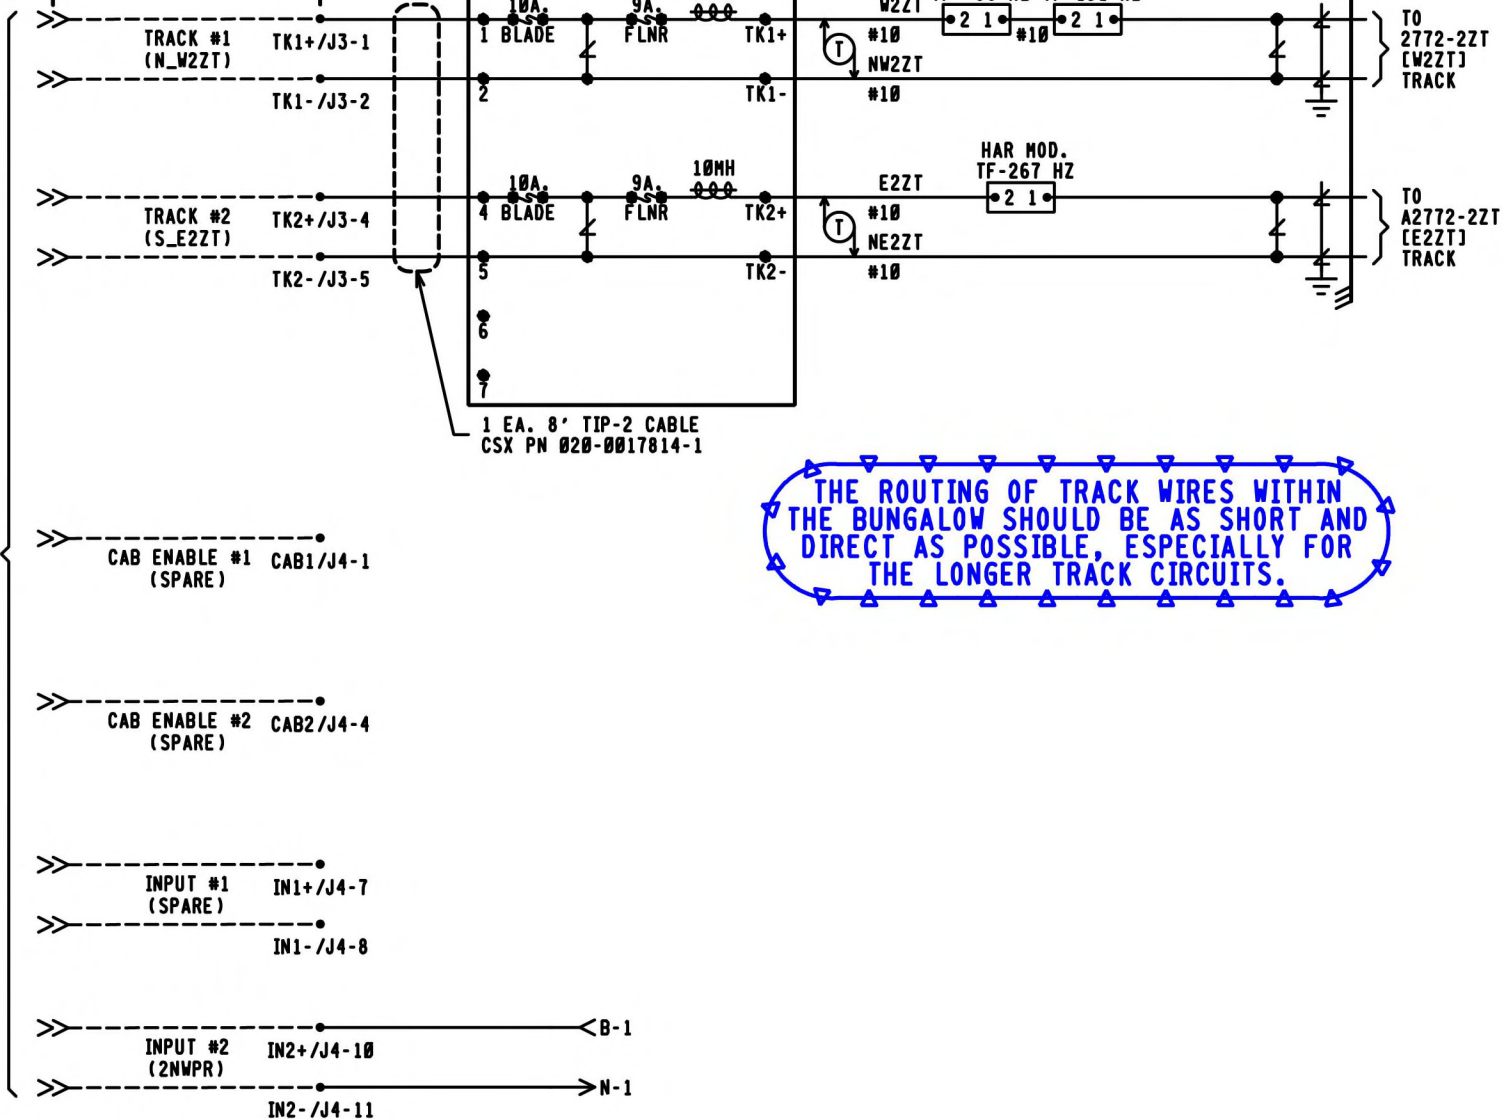 10A.
9A.
W2ZT
1 BLADE
FLNR
TK1+
#10
2 1
#10
2 1
TO
2772-2ZT
[W2ZT]
TRACK
TRACK #1
(N_W2ZT)
TK1+/J3-1
T
NW2ZT
2
TK1-
#10
TK1-/J3-2
HAR MOD.
TF-267 HZ
10A.
9A.
10MH
E2ZT
2 1
4 BLADE
FLNR
TK2+
#10
TO
A2772-2ZT
[E2ZT]
TRACK
TRACK #2
(S_E2ZT)
TK2+/J3-4
T
NE2ZT
5
TK2-
#10
TK2-/J3-5
6
7
1 EA. 8' TIP-2 CABLE
CSX PN 020-0017814-1
THE ROUTING OF TRACK WIRES WITHIN
THE BUNGALOW SHOULD BE AS SHORT AND
DIRECT AS POSSIBLE, ESPECIALLY FOR
THE LONGER TRACK CIRCUITS.
CAB ENABLE #1
(SPARE)
CAB1/J4-1
CAB ENABLE #2
(SPARE)
CAB2/J4-4
INPUT #1
(SPARE)
IN1+/J4-7
IN1-/J4-8
B-1
INPUT #2
(2NWPR)
IN2+/J4-10
N-1
IN2-/J4-11